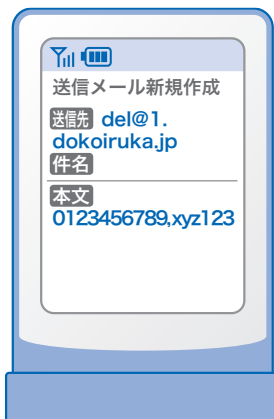 送信メール新規作成
送信先 del@1.
dokoiruka.jp
件名
本文
0123456789,xyz123